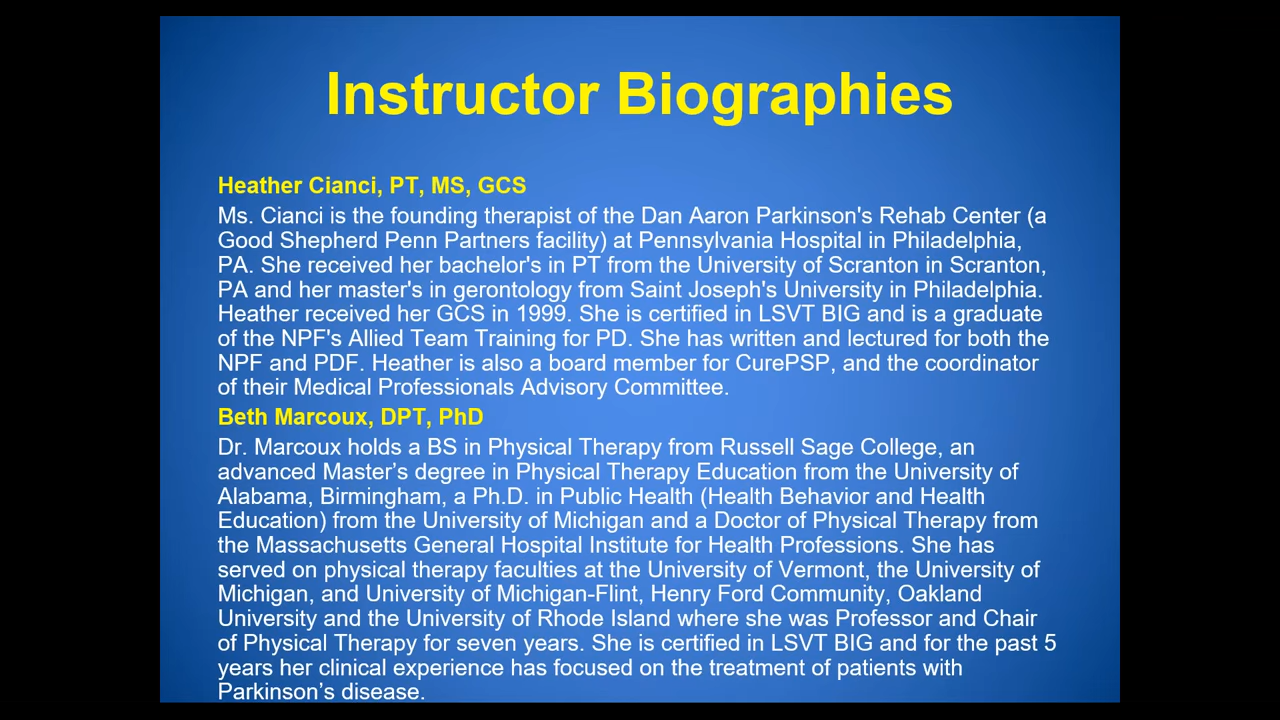 Instructor Biographies
Heather Cianci, PT, MS, GCS
Ms. Cianci is the founding therapist of the Dan Aaron Parkinson's Rehab Center (a
Good Shepherd Penn Partners facility) at Pennsylvania Hospital in Philadelphia,
PA. She received her bachelor's in PT from the University of Scranton in Scranton,
PA and her master's in gerontology from Saint Joseph's University in Philadelphia.
Heather received her GCS in 1999. She is certified in LSVT BIG and is a graduate
of the NPF's Allied Team Training for PD. She has written and lectured for both the
NPF and PDF. Heather is also a board member for CurePSP, and the coordinator
of their Medical Professionals Advisory Committee.
Beth Marcoux, DPT, PhD
Dr. Marcoux holds a BS in Physical Therapy from Russell Sage College, an
advanced Master’s degree in Physical Therapy Education from the University of
Alabama, Birmingham, a Ph.D. in Public Health (Health Behavior and Health
Education) from the University of Michigan and a Doctor of Physical Therapy from
the Massachusetts General Hospital Institute for Health Professions. She has
served on physical therapy faculties at the University of Vermont, the University of
Michigan, and University of Michigan-Flint, Henry Ford Community, Oakland
University and the University of Rhode Island where she was Professor and Chair
of Physical Therapy for seven years. She is certified in LSVT BIG and for the past 5
years her clinical experience has focused on the treatment of patients with
Parkinson’s disease.